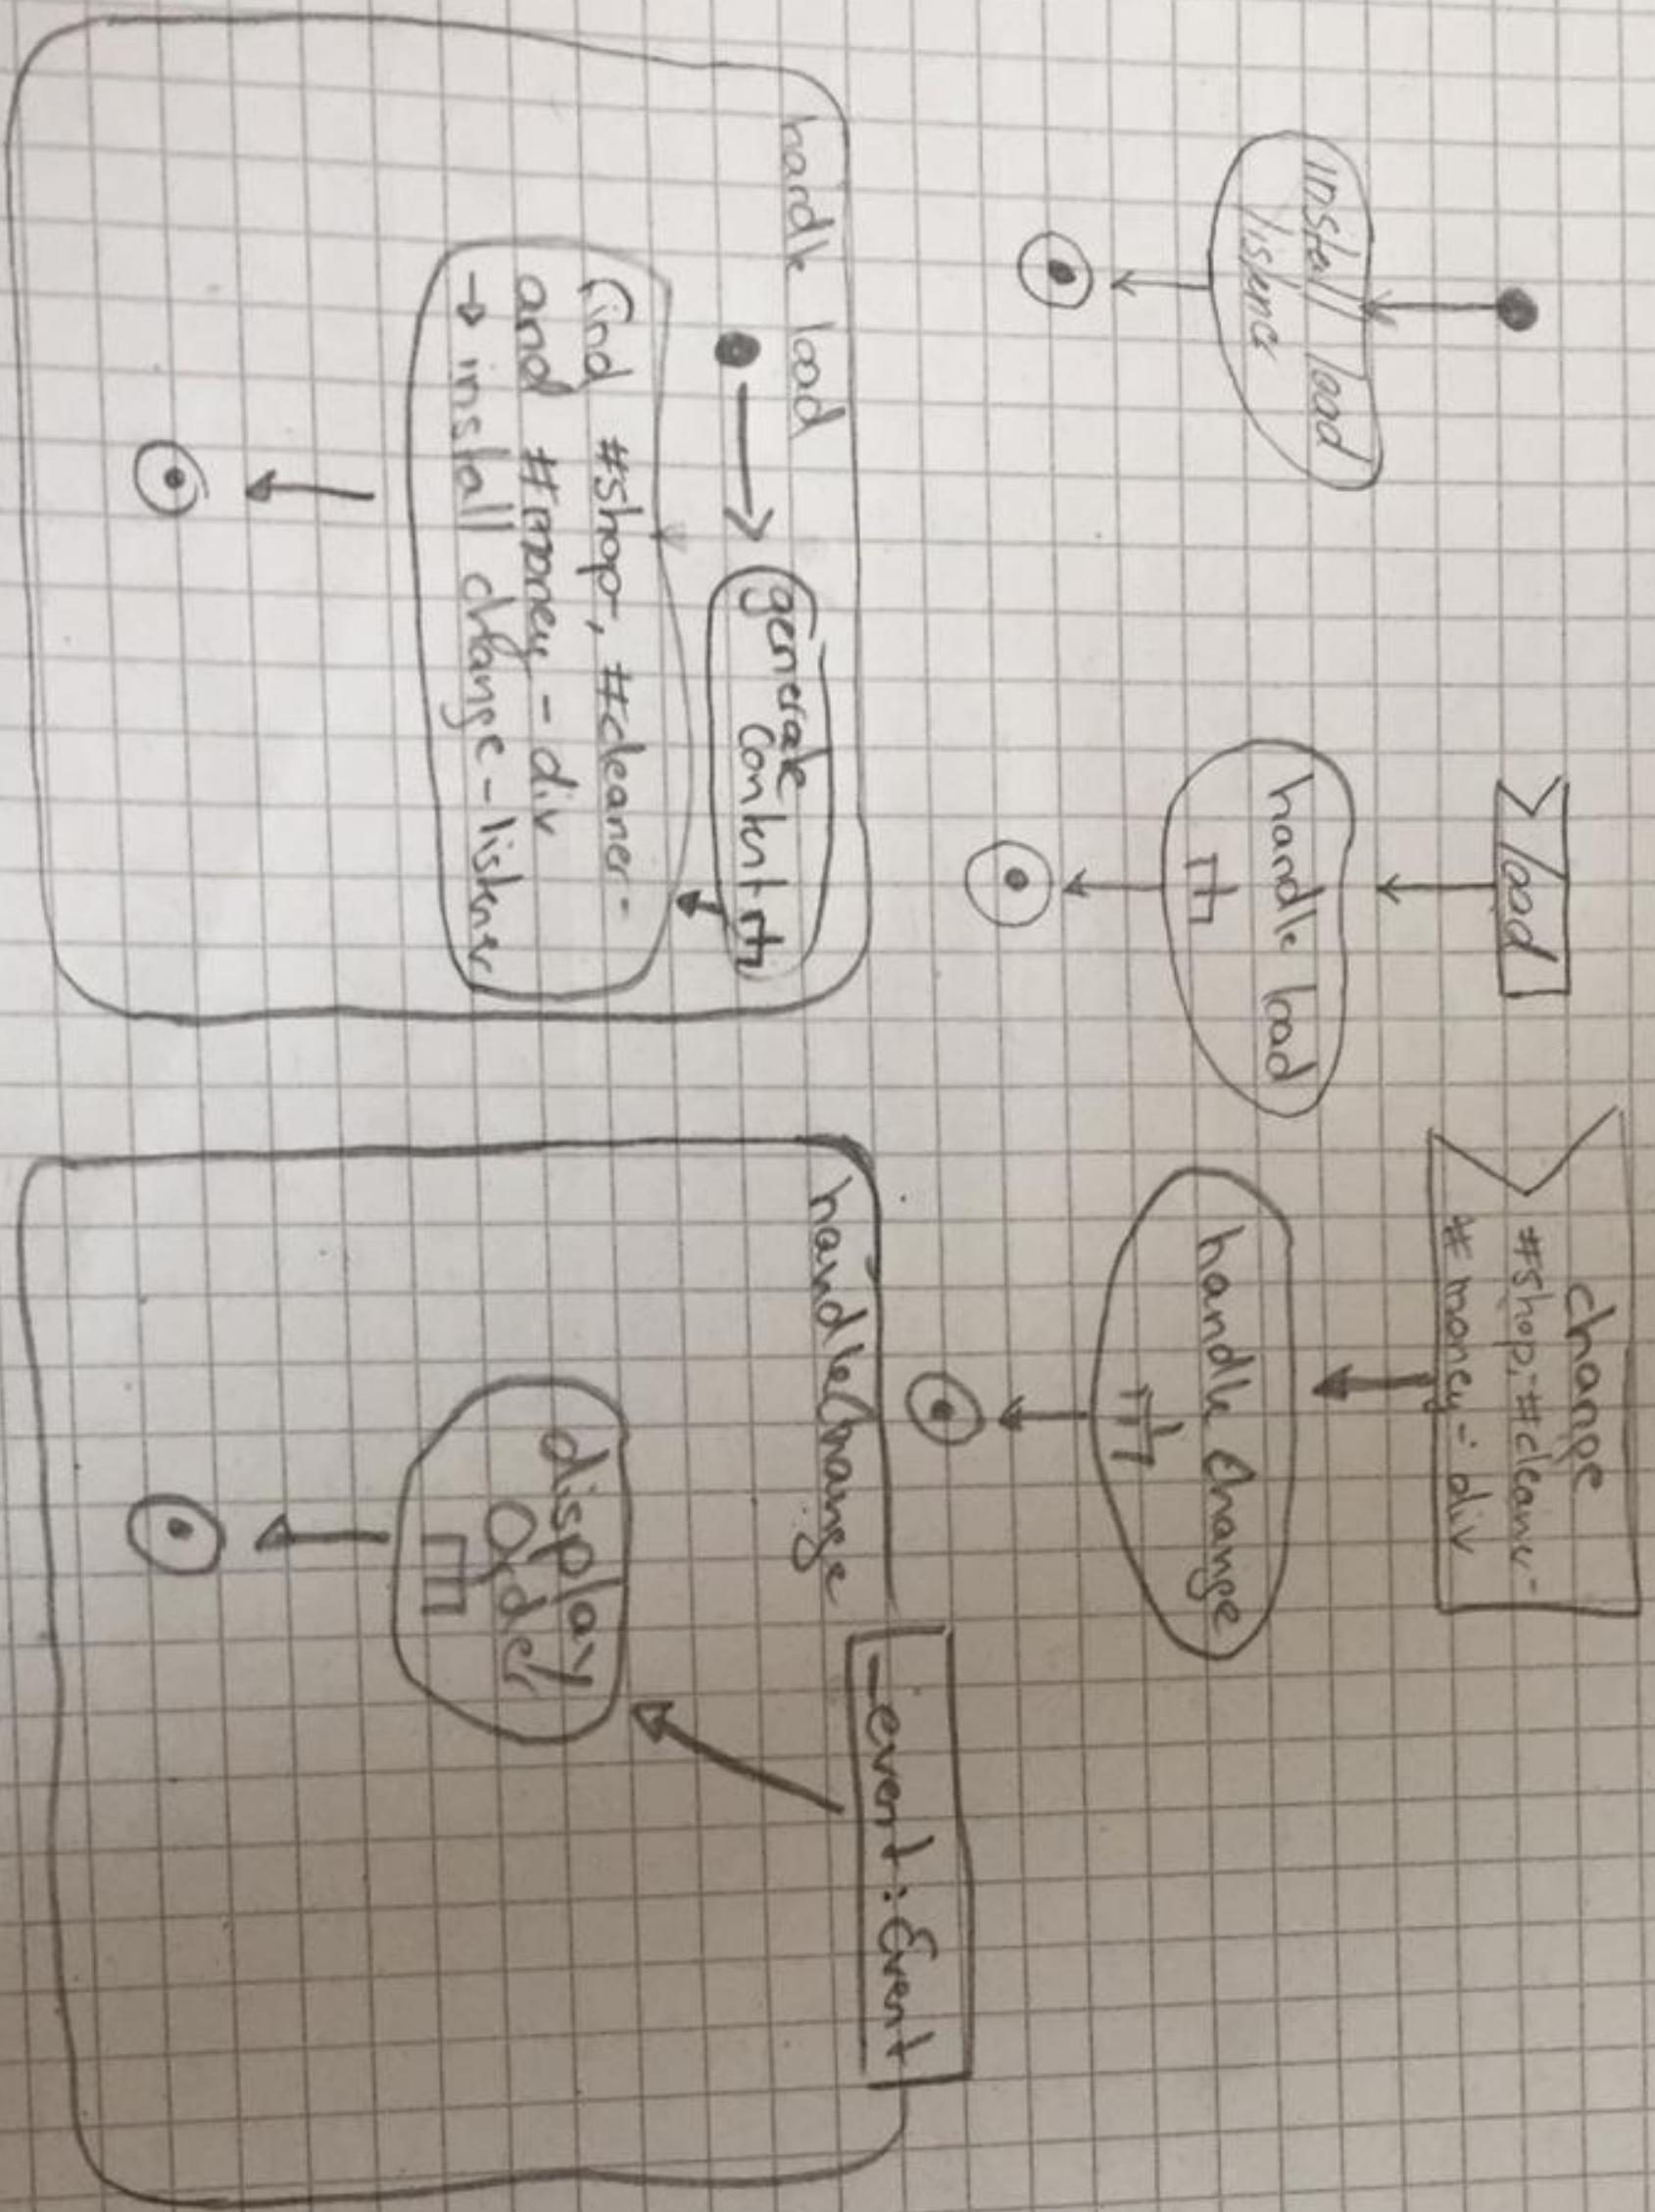 install load
listener
load
handle load
change
#shop,-#cleaner-
#money-div
handle Change
handle load
generate
content
find #shop, #cleaner-
and #money-div
→ install change-listener
handleChange
-event:Event
display
Order